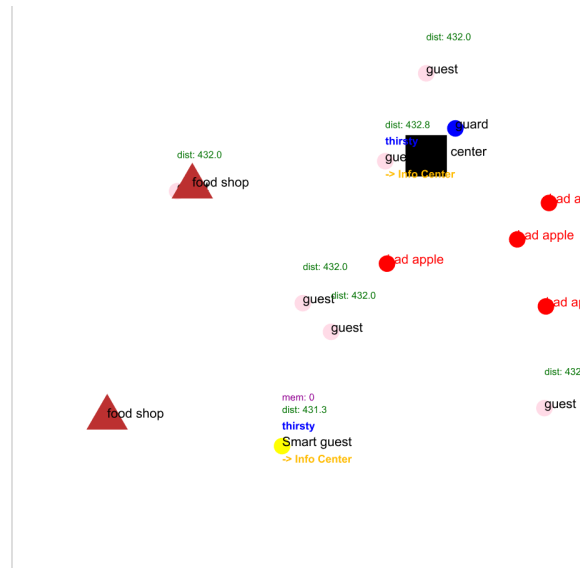 dist: 432.0
guest
dist: 432.8
guard
thirsty
center
-> Info Center
dist: 432.0
food shop
bad apple
bad apple
dist: 432.0
guest
dist: 432.0
guest
dist: 432
guest
mem: 0
dist: 431.3
food shop
thirsty
Smart guest
-> Info Center